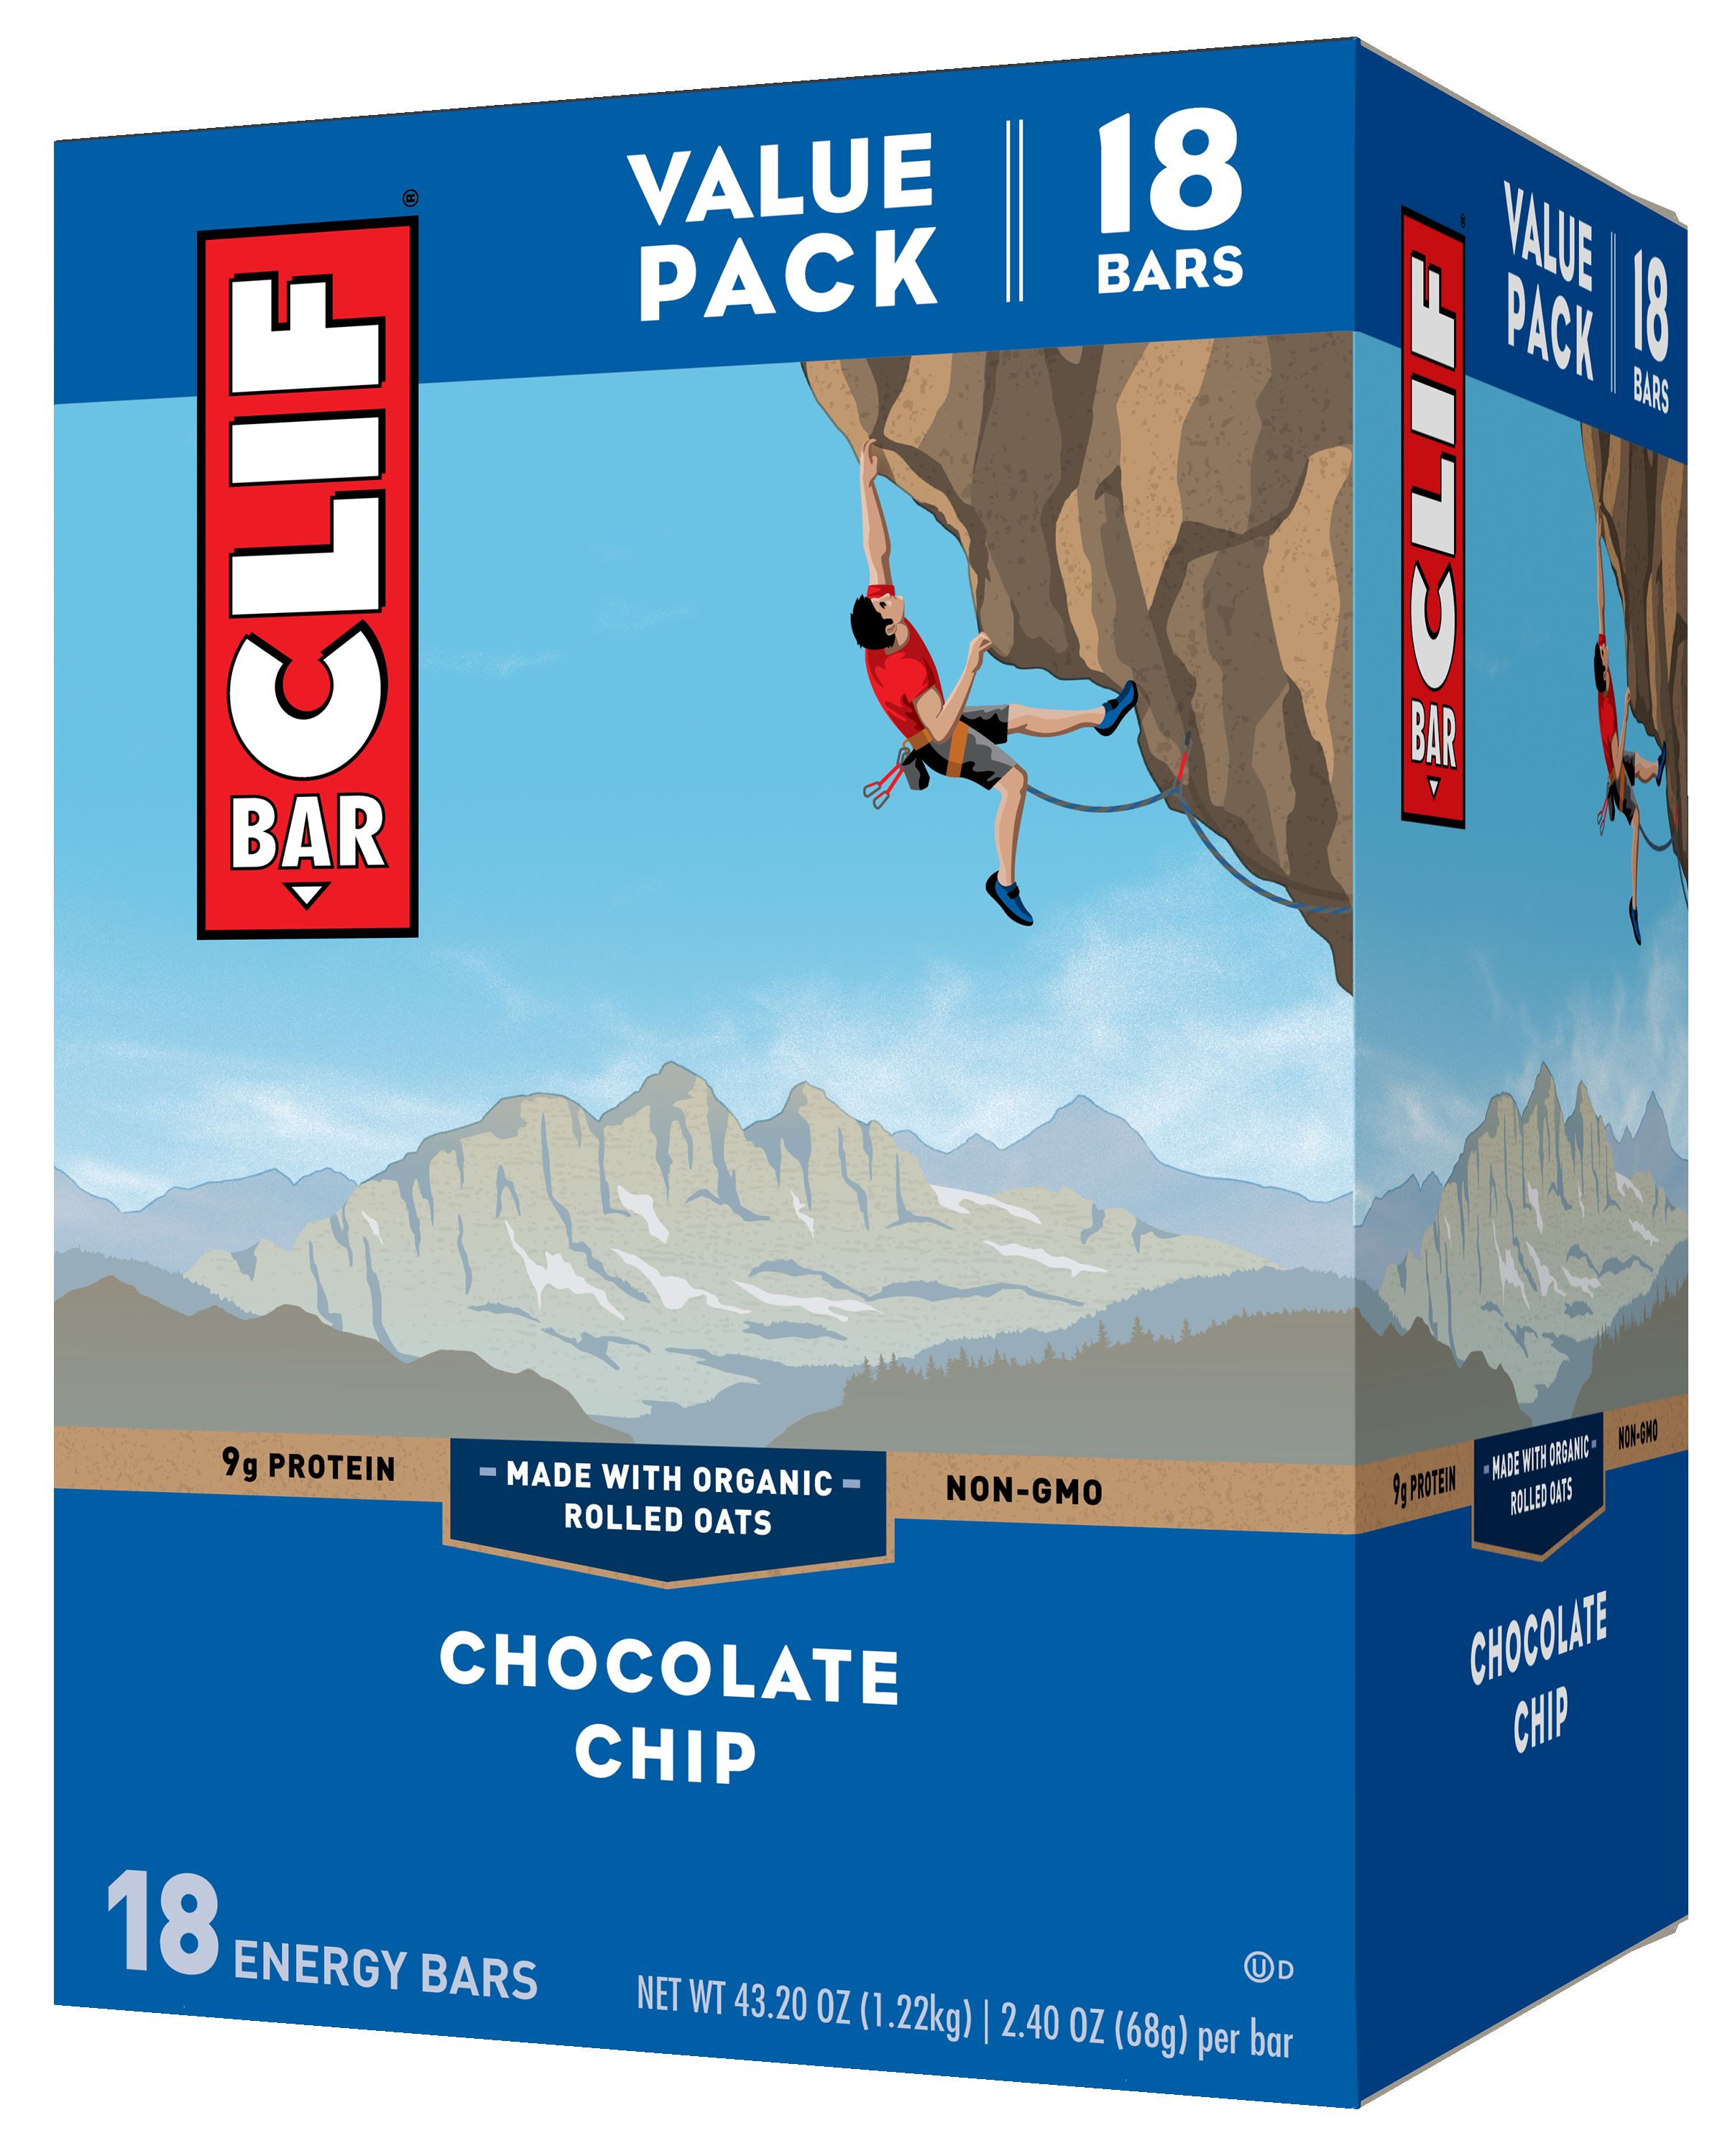 VALUE
PACK
18
BARS
CLIF
BAR
®
9g PROTEIN
MADE WITH ORGANIC
ROLLED OATS
NON-GMO
CHOCOLATE
CHIP
18 ENERGY BARS
NET WT 43.20 OZ (1.22kg) | 2.40 OZ (68g) per bar
U D
VALUE
PACK
18
BARS
CLIF
BAR
®
9g PROTEIN
MADE WITH ORGANIC
ROLLED OATS
NON-GMO
CHOCOLATE
CHIP